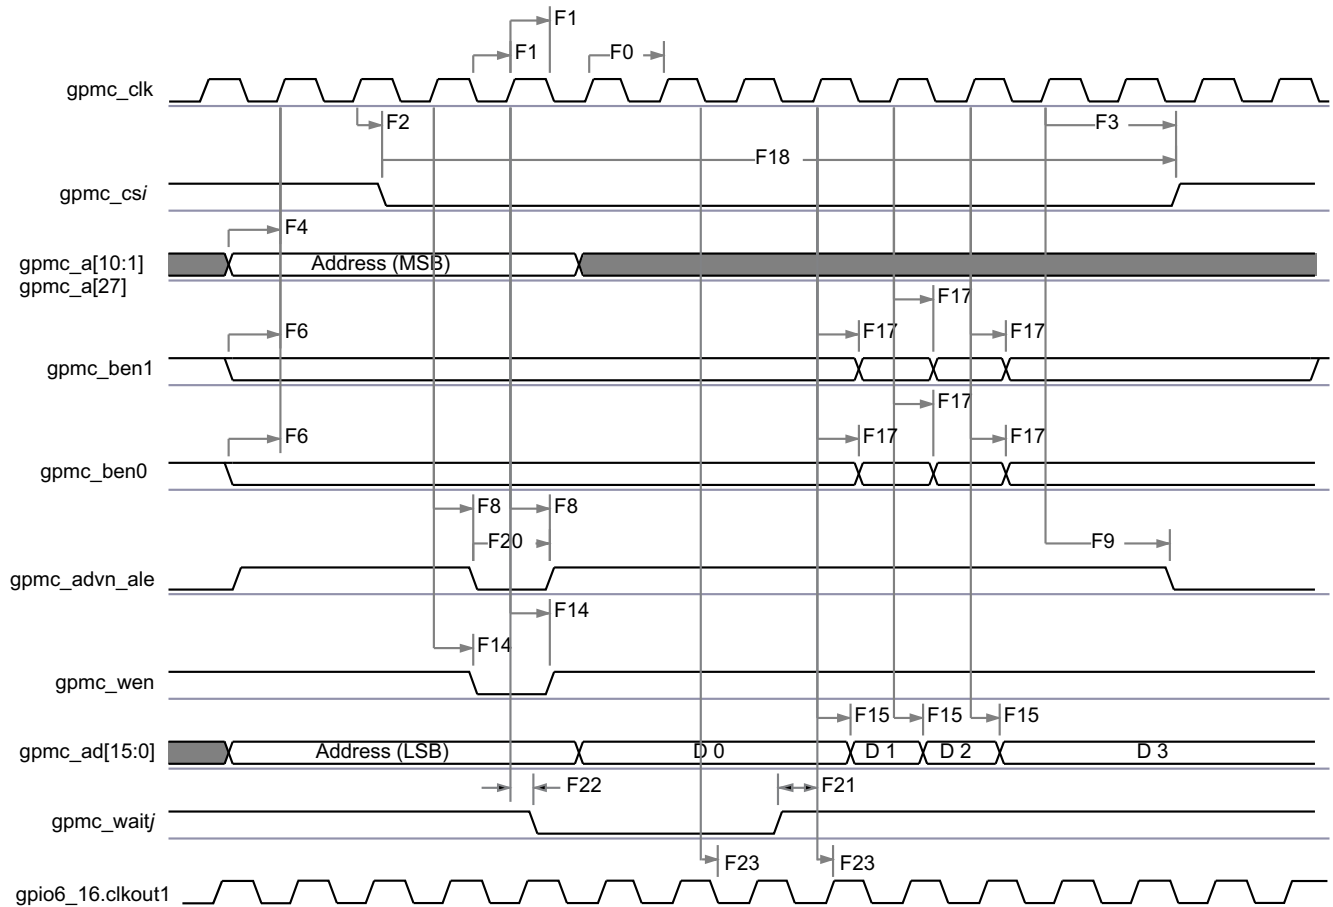 F1
F1
F0
gpmc_clk
F2
F3
F18
gpmc_csi
F4
gpmc_a[10:1]
Address (MSB)
gpmc_a[27]
F17
F6
F17
F17
gpmc_ben1
F17
F6
F17
F17
gpmc_ben0
F8
F8
F20
F9
gpmc_advn_ale
F14
F14
gpmc_wen
F15
F15
F15
gpmc_ad[15:0]
Address (LSB)
D 0
D 1
D 2
D 3
F22
F21
gpmc_waitj
F23
F23
gpio6_16.clkout1